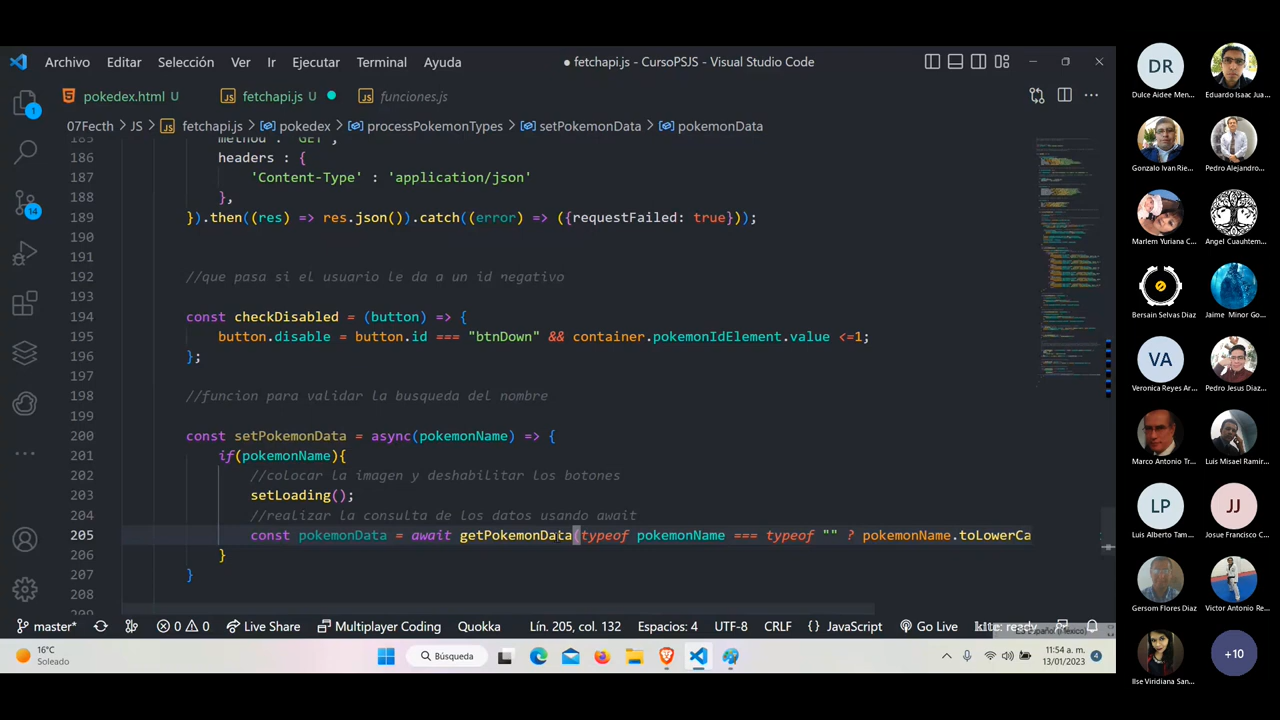 Archivo Editar Selección Ver Ir Ejecutar Terminal Ayuda
● fetchapi.js - CursoPSJS - Visual Studio Code
pokedex.html U
fetchapi.js U ●
funciones.js
07Fecth > JS > fetchapi.js > pokedex > processPokemonTypes > setPokemonData > pokemonData
185 method : 'GET',
186 headers : {
187 'Content-Type' : 'application/json'
188 },
189 }).then((res) => res.json()).catch((error) => ({requestFailed: true}));
190
191
192 //que pasa si el usuario le da a un id negativo
193
194 const checkDisabled = (button) => {
195 button.disable = button.id === "btnDown" && container.pokemonIdElement.value <=1;
196 };
197
198 //funcion para validar la busqueda del nombre
199
200 const setPokemonData = async(pokemonName) => {
201 if(pokemonName){
202 //colocar la imagen y deshabilitar los botones
203 setLoading();
204 //realizar la consulta de los datos usando await
205 const pokemonData = await getPokemonData(typeof pokemonName === typeof "" ? pokemonName.toLowerCa
206 }
207 }
208
209
1
14
master* 0 0 Live Share Multiplayer Coding Quokka Lín. 205, col. 132 Espacios: 4 UTF-8 CRLF {} JavaScript Go Live kite: ready
16°C
Soleado
Búsqueda
11:54 a. m.
13/01/2023
4
DR
Dulce Aidee Men...
Eduardo Isaac Jua...
Gonzalo Ivan Rie...
Pedro Alejandro...
Marlem Yuriana C...
Angel Cuauhtem...
Bersain Selvas Diaz
Jaime Minor Go...
VA
Veronica Reyes Ar...
Pedro Jesus Diaz...
Marco Antonio Tr...
Luis Misael Ramir...
LP
Luis Alberto Tam...
JJ
Josue Francisco C...
Gersom Flores Diaz
Victor Antonio Re...
Ilse Viridiana San...
+10